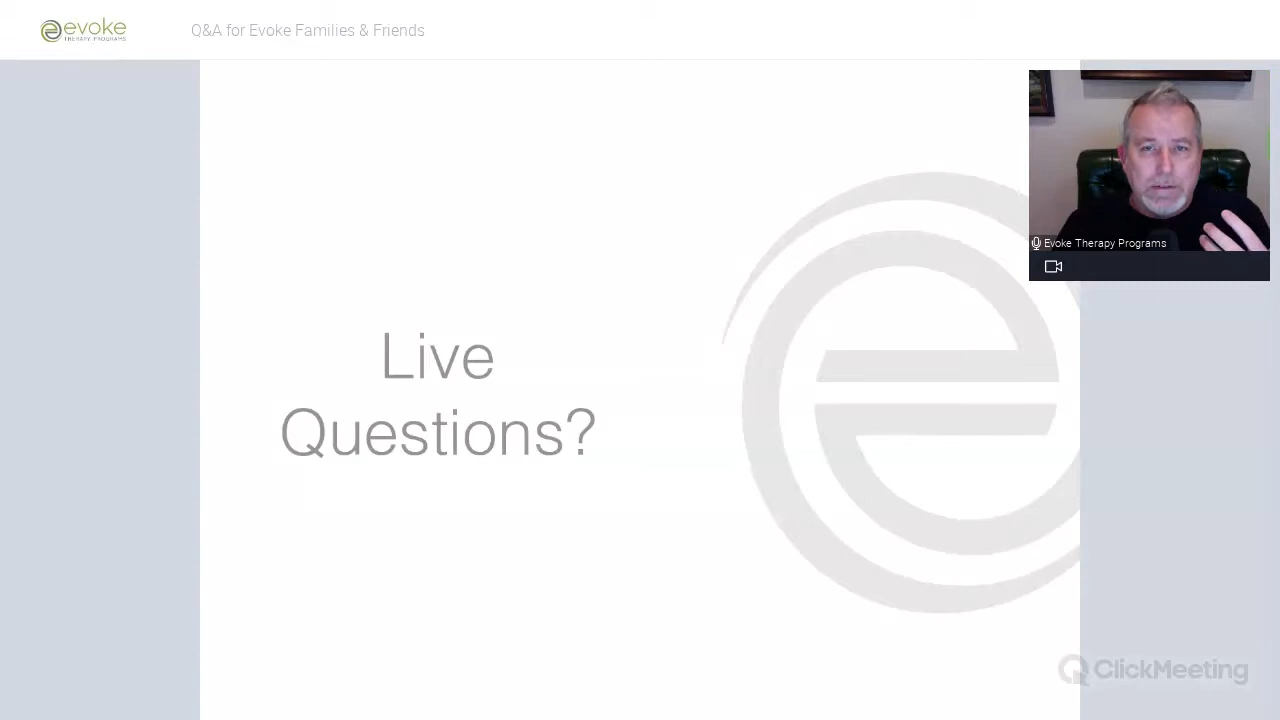 evoke
THERAPY PROGRAMS
Q&A for Evoke Families & Friends
Evoke Therapy Programs
Live
Questions?
ClickMeeting